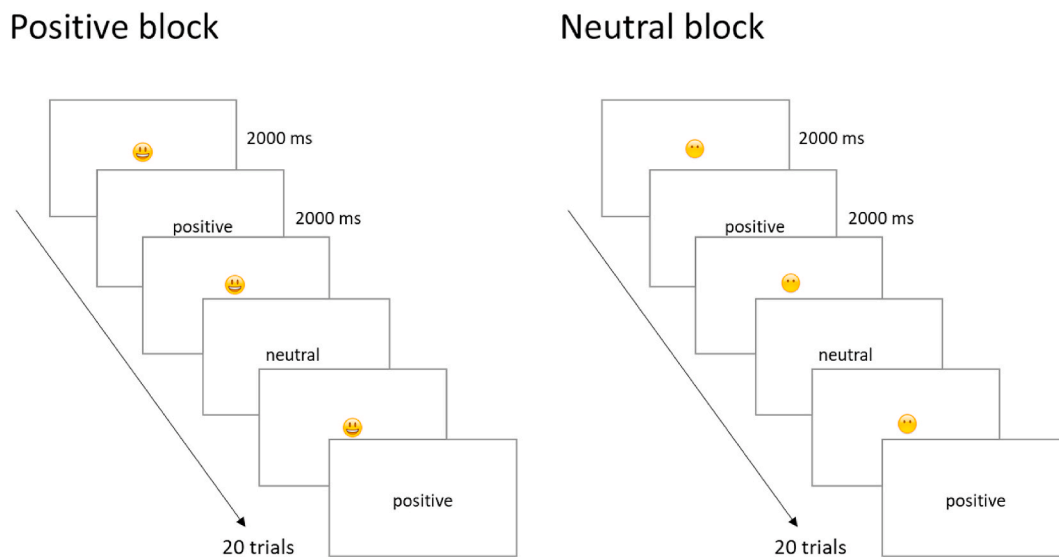 Positive block
2000 ms
positive
2000 ms
neutral
positive
20 trials
Neutral block
2000 ms
positive
2000 ms
neutral
positive
20 trials